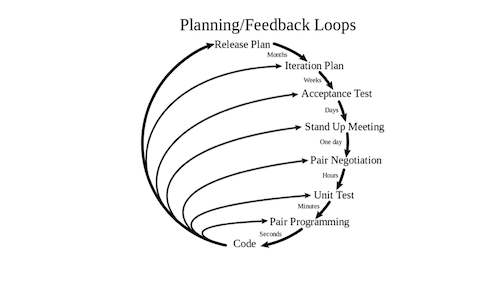 Planning/Feedback Loops
Release Plan
Months
Iteration Plan
Weeks
Acceptance Test
Days
Stand Up Meeting
One day
Pair Negotiation
Hours
Unit Test
Minutes
Pair Programming
Seconds
Code